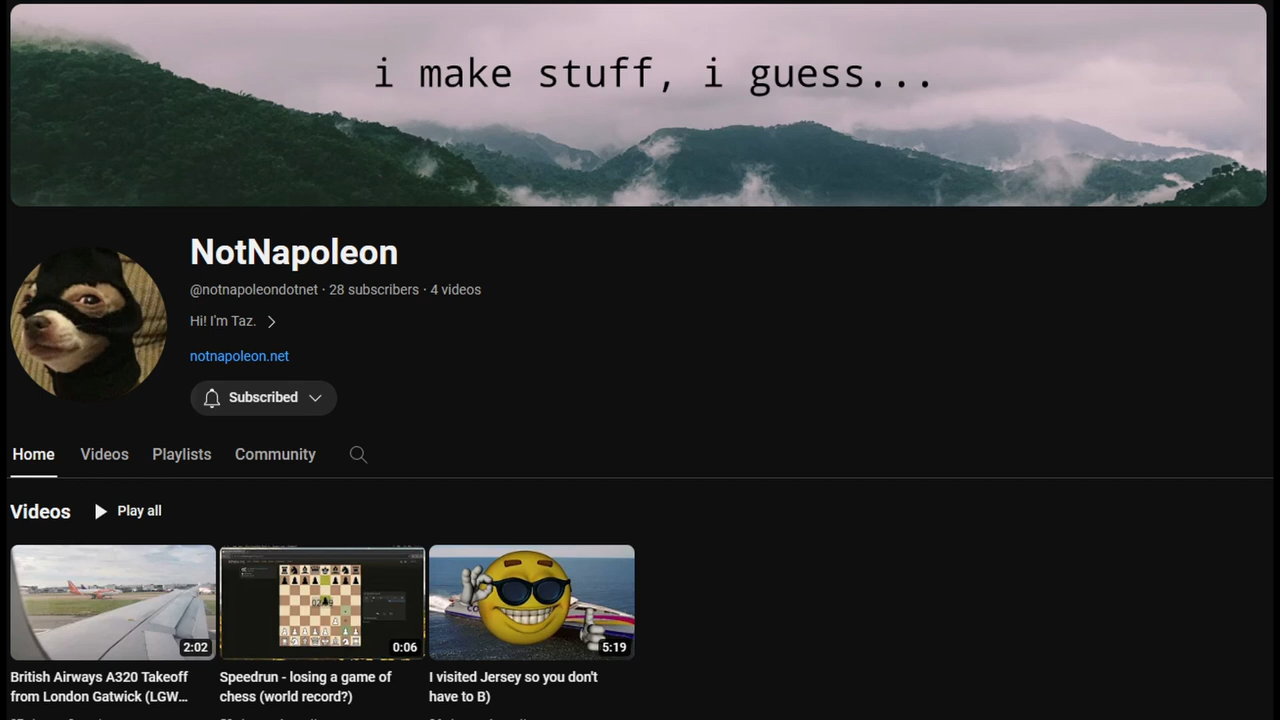 i make stuff, i guess...
NotNapoleon
@notnapoleondotnet · 28 subscribers · 4 videos
Hi! I'm Taz.
notnapoleon.net
Subscribed
Home Videos Playlists Community
Videos Play all
2:02 0:06 5:19
British Airways A320 Takeoff
from London Gatwick (LGW...
Speedrun - losing a game of
chess (world record?)
I visited Jersey so you don't
have to B)